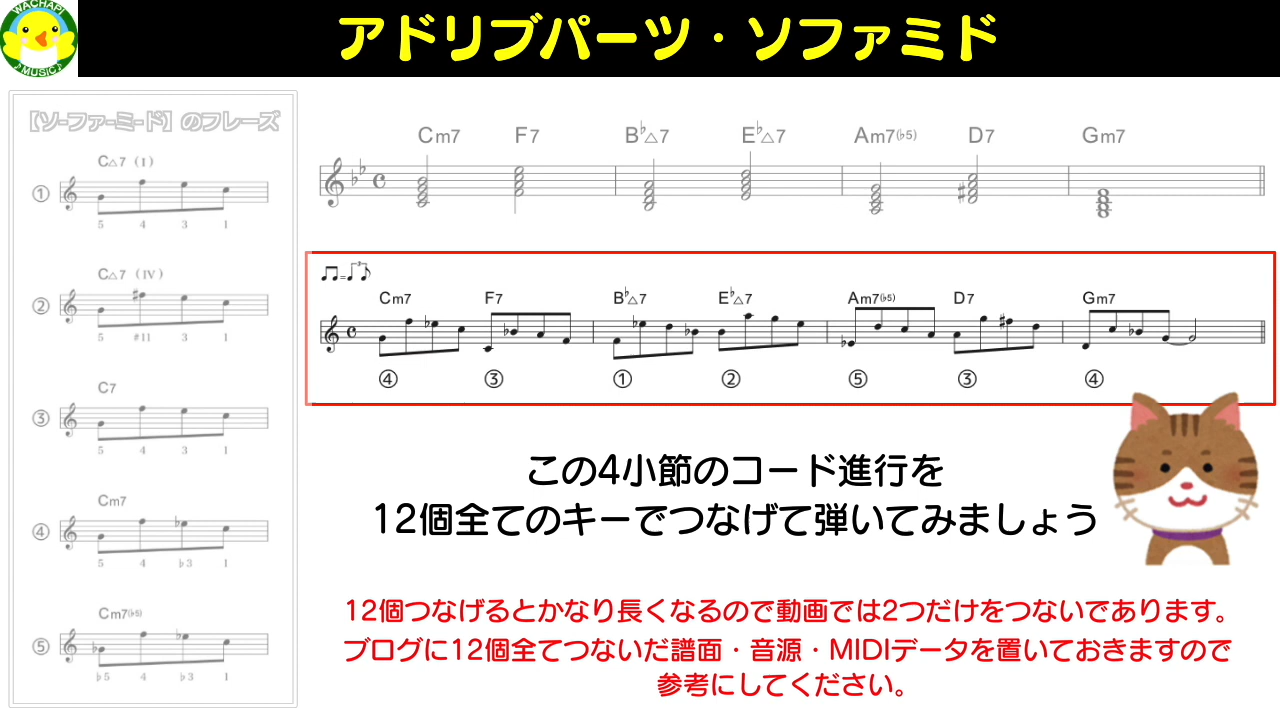 WACHAPI
♪MUSIC♪
アドリブパーツ・ソファミド
【ソ-ファ-ミ-ド】のフレーズ
C△7 (I)
①
5 4 3 1
C△7 (IV)
②
5 #11 3 1
C7
③
5 4 3 1
Cm7
④
5 4 ♭3 1
Cm7(♭5)
⑤
♭5 4 ♭3 1
Cm7 F7 B♭△7 E♭△7 Am7(♭5) D7 Gm7
♫=♩3♪
Cm7 F7 B♭△7 E♭△7 Am7(♭5) D7 Gm7
④ ③ ① ② ⑤ ③ ④
この4小節のコード進行を
12個全てのキーでつなげて弾いてみましょう
12個つなげるとかなり長くなるので動画では2つだけをつないであります。
ブログに12個全てつないだ譜面・音源・MIDIデータを置いておきますので
参考にしてください。